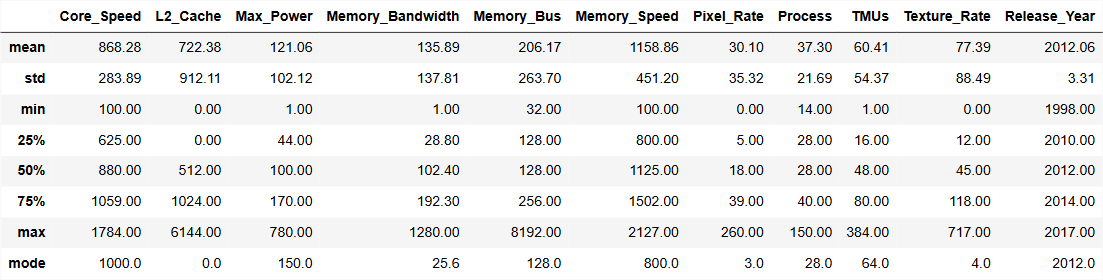 Core_Speed L2_Cache Max_Power Memory_Bandwidth Memory_Bus Memory_Speed Pixel_Rate Process TMUs Texture_Rate Release_Year
mean 868.28 722.38 121.06 135.89 206.17 1158.86 30.10 37.30 60.41 77.39 2012.06
std 283.89 912.11 102.12 137.81 263.70 451.20 35.32 21.69 54.37 88.49 3.31
min 100.00 0.00 1.00 1.00 32.00 100.00 0.00 14.00 1.00 0.00 1998.00
25% 625.00 0.00 44.00 28.80 128.00 800.00 5.00 28.00 16.00 12.00 2010.00
50% 880.00 512.00 100.00 102.40 128.00 1125.00 18.00 28.00 48.00 45.00 2012.00
75% 1059.00 1024.00 170.00 192.30 256.00 1502.00 39.00 40.00 80.00 118.00 2014.00
max 1784.00 6144.00 780.00 1280.00 8192.00 2127.00 260.00 150.00 384.00 717.00 2017.00
mode 1000.0 0.0 150.0 25.6 128.0 800.0 3.0 28.0 64.0 4.0 2012.0